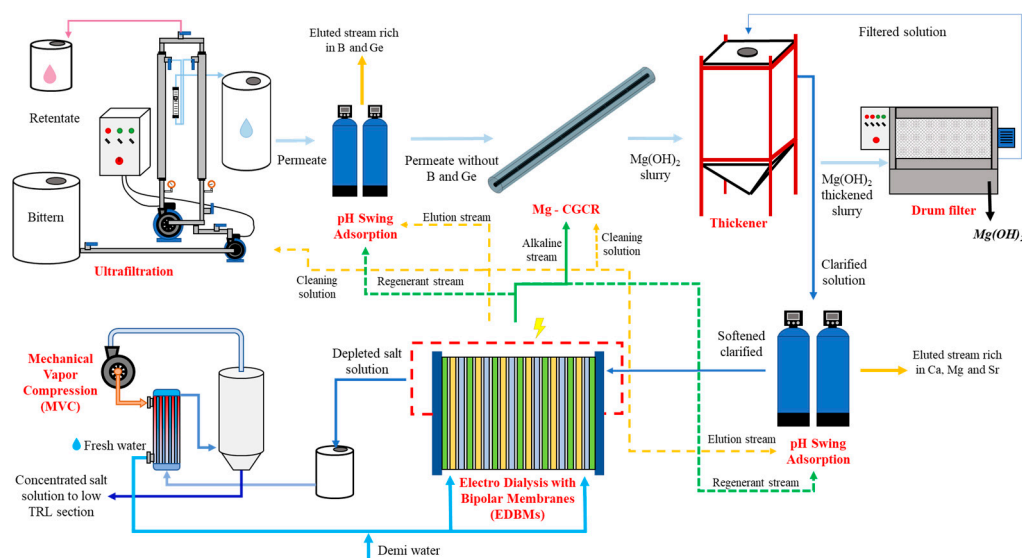 Eluted stream rich
in B and Ge
Filtered solution
Retentate
Permeate
Permeate without
B and Ge
Mg(OH)2
slurry
Mg(OH)2
thickened
slurry
Drum filter
Mg(OH)2
Thickener
Bittern
pH Swing
Adsorption
Elution stream
Mg - CGCR
Alkaline
stream
Cleaning
solution
Ultrafiltration
Cleaning
solution
Regenerant stream
Clarified
solution
Mechanical
Vapor
Compression
(MVC)
Depleted salt
solution
Softened
clarified
Eluted stream rich
in Ca, Mg and Sr
Fresh water
Elution stream
pH Swing
Adsorption
Regenerant stream
Concentrated salt
solution to low
TRL section
Electro Dialysis with
Bipolar Membranes
(EDBMs)
Demi water